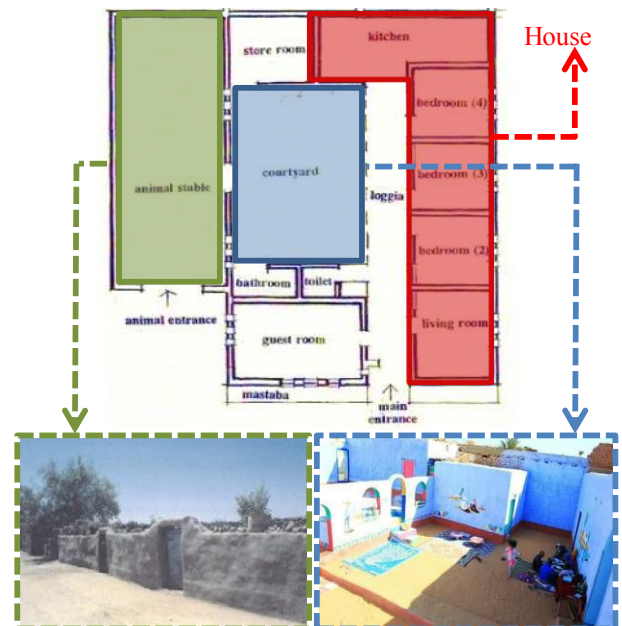 House
kitchen
store room
bedroom (4)
courtyard
bedroom (3)
animal stable
loggia
bedroom (2)
bathroom
toilet
animal entrance
living room
guest room
mastaba
main
entrance